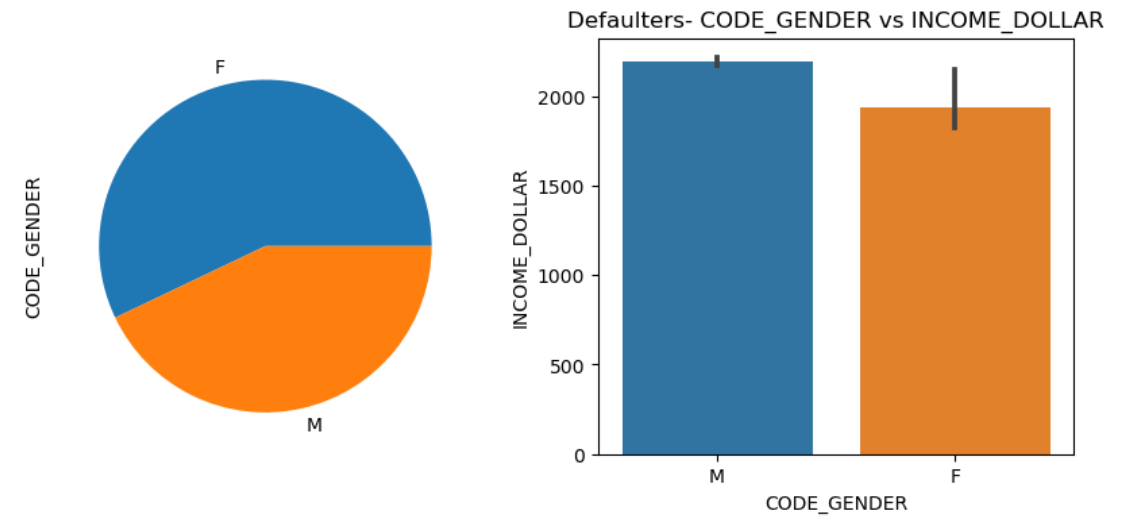 F
CODE_GENDER
M
Defaulters- CODE_GENDER vs INCOME_DOLLAR
INCOME_DOLLAR
2000
1500
1000
500
0
M
F
CODE_GENDER